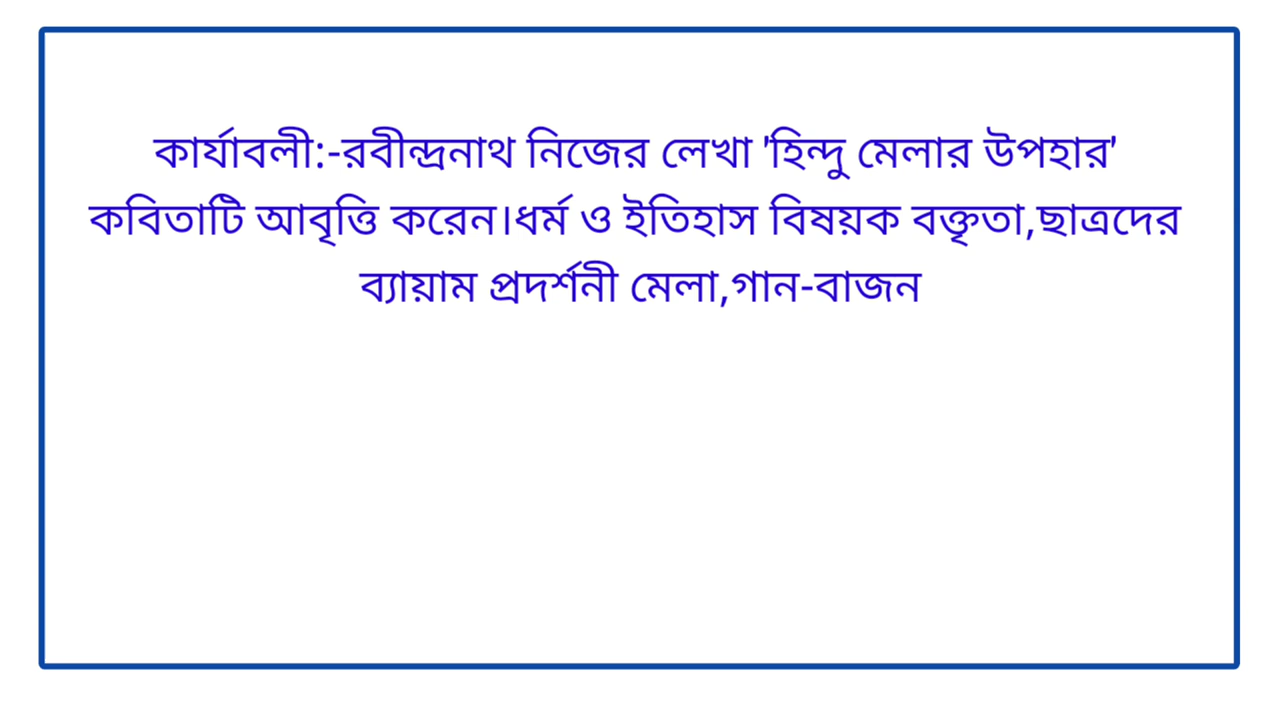 কার্যাবলী:-রবীন্দ্রনাথ নিজের লেখা 'হিন্দু মেলার উপহার'
কবিতাটি আবৃত্তি করেন।ধর্ম ও ইতিহাস বিষয়ক বক্তৃতা,ছাত্রদের
ব্যায়াম প্রদর্শনী মেলা,গান-বাজন